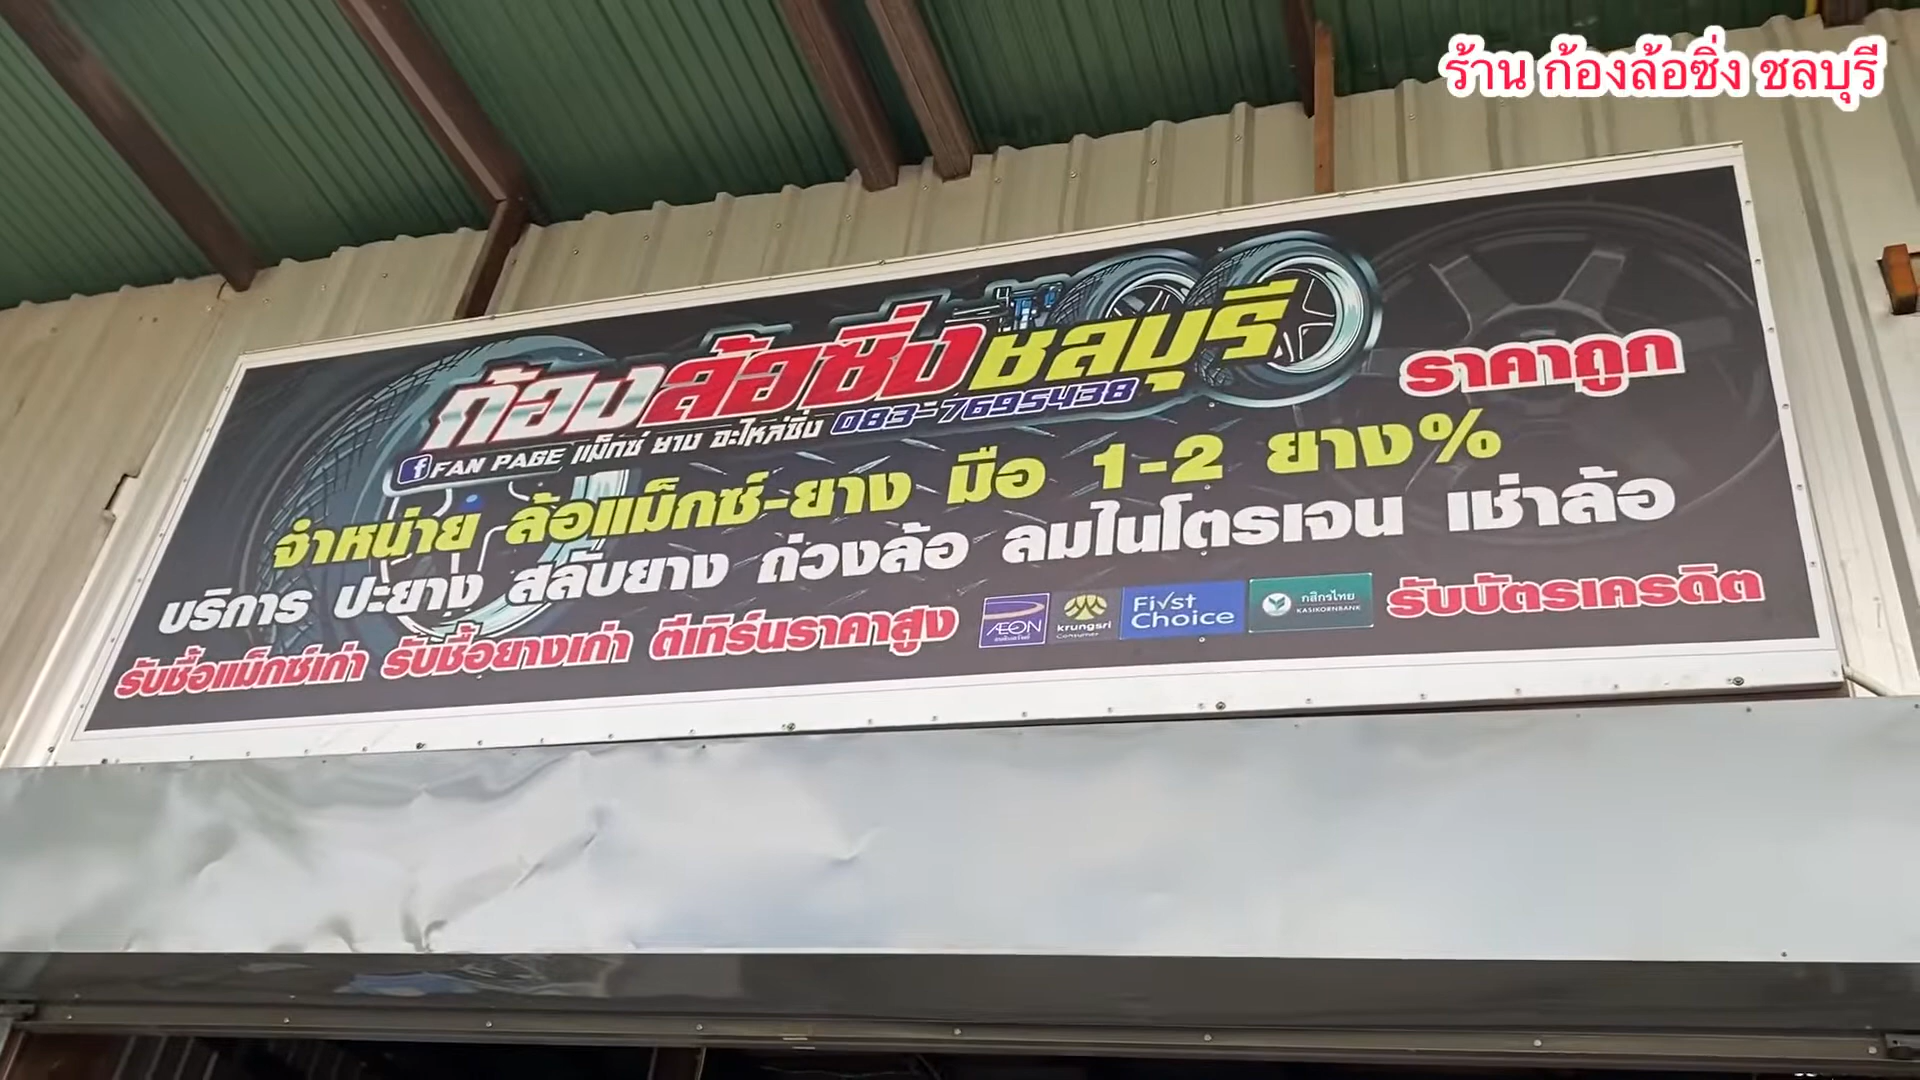 ร้าน ก้องล้อซิ่ง ชลบุรี
ก้องล้อซิ่งชลบุรี
FAN PAGE แม็กซ์ ยาง อะไหล่ซิ่ง 083-7695438
ราคาถูก
จำหน่าย ล้อแม็กซ์-ยาง มือ 1-2 ยาง%
บริการ ปะยาง สลับยาง ถ่วงล้อ ลมไนโตรเจน เช่าล้อ
รับซื้อแม็กซ์เก่า รับซื้อยางเก่า ตีเทิร์นราคาสูง
ÆON
krungsri
Consumer
First
Choice
กสิกรไทย
KASIKORNBANK
รับบัตรเครดิต